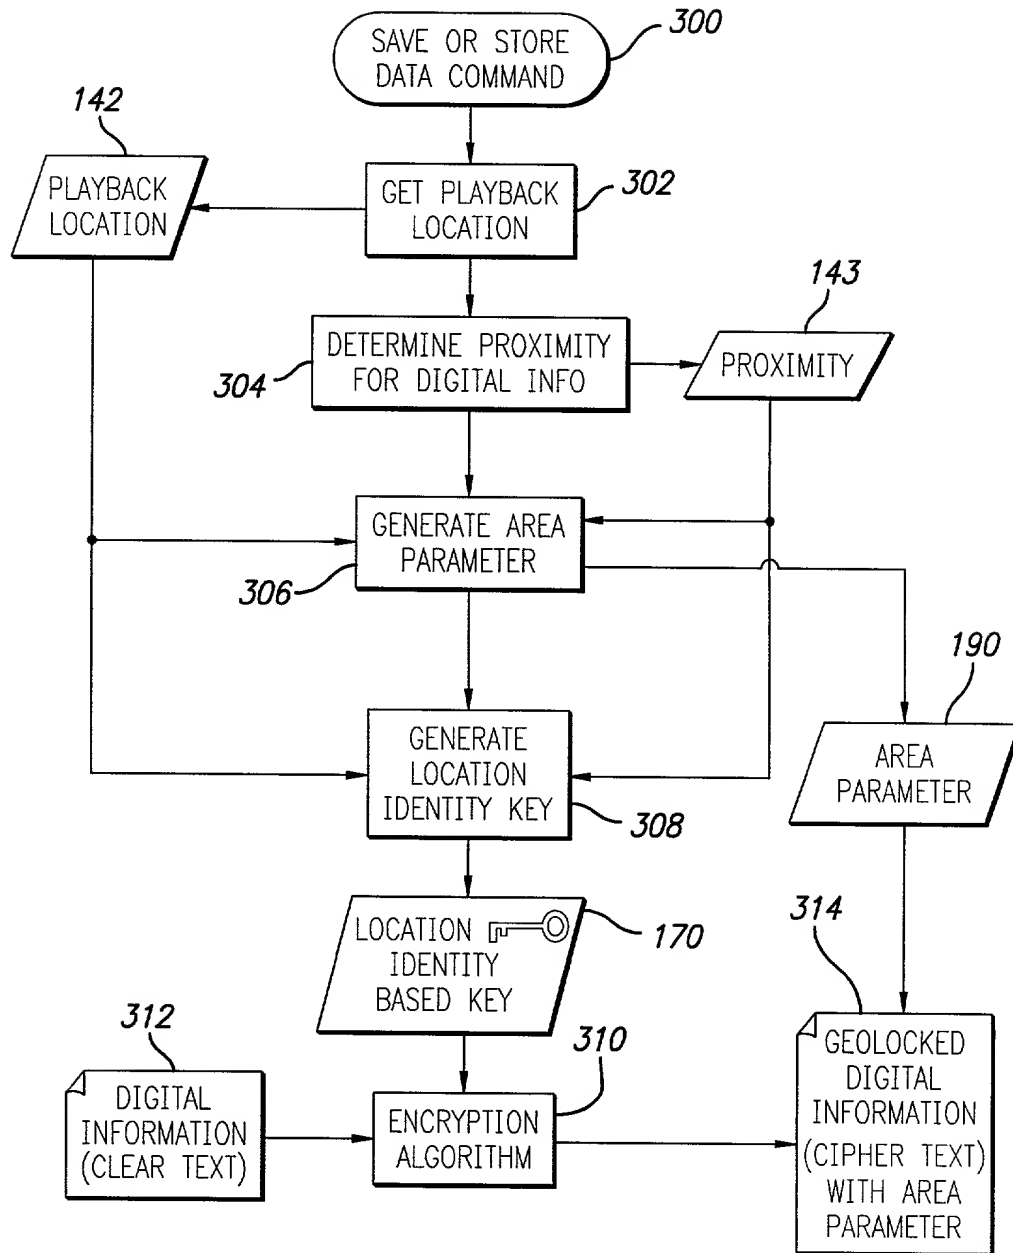 SAVE OR STORE
DATA COMMAND
300
142
PLAYBACK
LOCATION
GET PLAYBACK
LOCATION
302
143
DETERMINE PROXIMITY
FOR DIGITAL INFO
304
PROXIMITY
GENERATE AREA
PARAMETER
306
190
GENERATE
LOCATION
IDENTITY KEY
308
AREA
PARAMETER
LOCATION
IDENTITY
BASED KEY
170
314
312
DIGITAL
INFORMATION
(CLEAR TEXT)
310
ENCRYPTION
ALGORITHM
GEOLOCKED
DIGITAL
INFORMATION
(CIPHER TEXT)
WITH AREA
PARAMETER